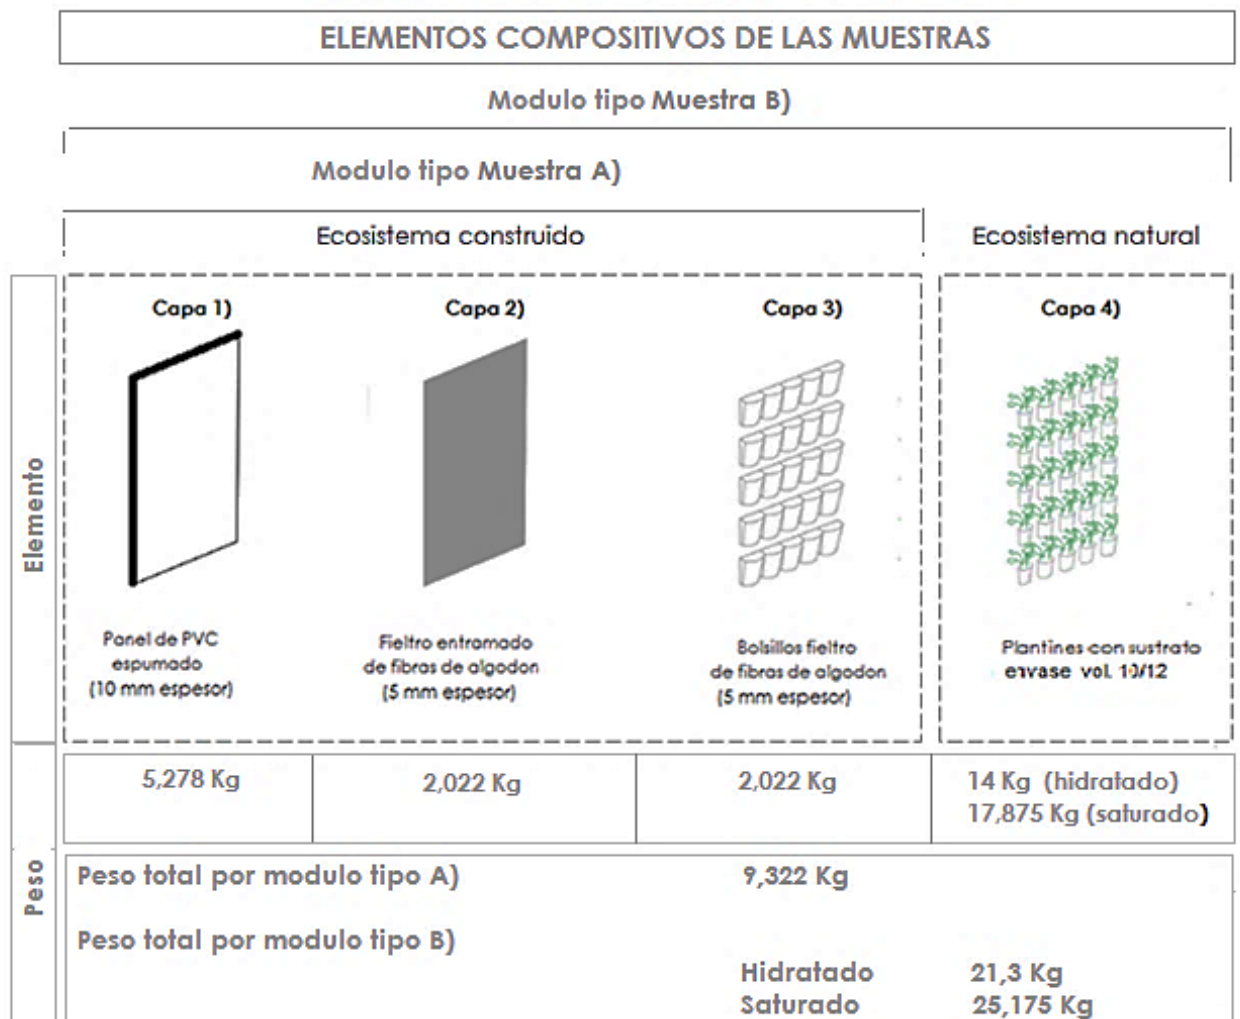 ELEMENTOS COMPOSITIVOS DE LAS MUESTRAS
Modulo tipo Muestra B)
Modulo tipo Muestra A)
Ecosistema construido
Ecosistema natural
Elemento
Capa 1)
Capa 2)
Capa 3)
Capa 4)
Panel de PVC
espumado
(10 mm espesor)
Fieltro entramado
de fibras de algodon
(5 mm espesor)
Bolsillos fieltro
de fibras de algodon
(5 mm espesor)
Plantines con sustrato
envase vol. 10/12
Peso
5,278 Kg
2,022 Kg
2,022 Kg
14 Kg (hidratado)
17,875 Kg (saturado)
Peso total por modulo tipo A) 9,322 Kg
Peso total por modulo tipo B)
Hidratado 21,3 Kg
Saturado 25,175 Kg